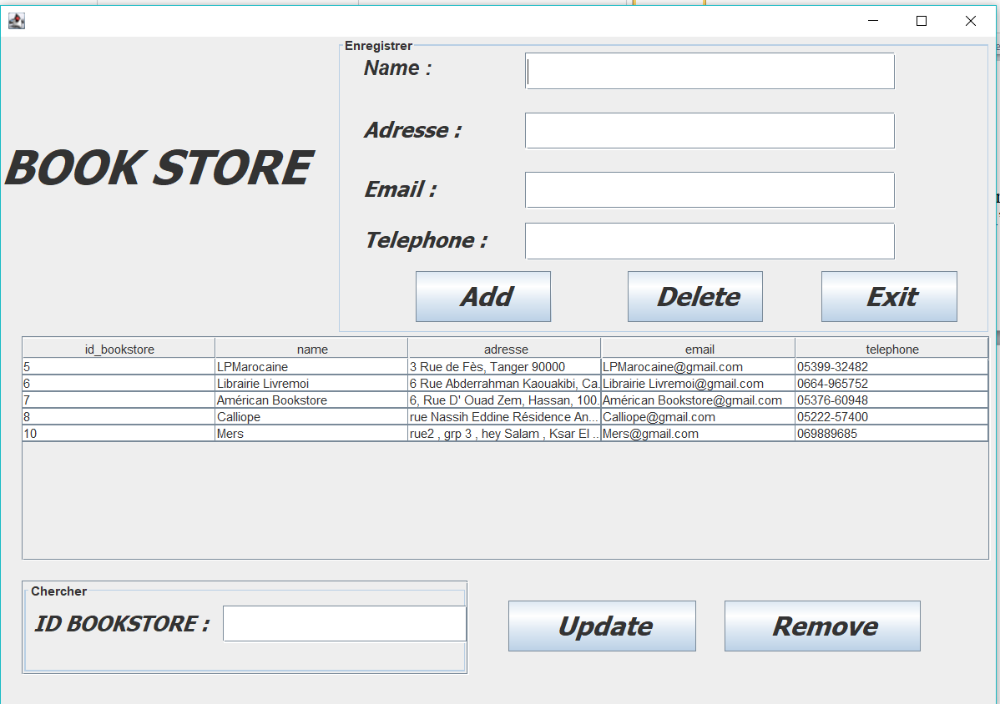 Enregistrer
Name :
Adresse :
BOOK STORE
Email :
Telephone :
Add Delete Exit
id_bookstore name adresse email telephone
5 LPMarocaine 3 Rue de Fès, Tanger 90000 LPMarocaine@gmail.com 05399-32482
6 Librairie Livremoi 6 Rue Abderrahman Kaouakibi, Ca... Librairie Livremoi@gmail.com 0664-965752
7 Américan Bookstore 6, Rue D' Ouad Zem, Hassan, 100... Américan Bookstore@gmail.com 05376-60948
8 Calliope rue Nassih Eddine Résidence An... Calliope@gmail.com 05222-57400
10 Mers rue2 , grp 3 , hey Salam , Ksar El ... Mers@gmail.com 069889685
Chercher
ID BOOKSTORE :
Update Remove